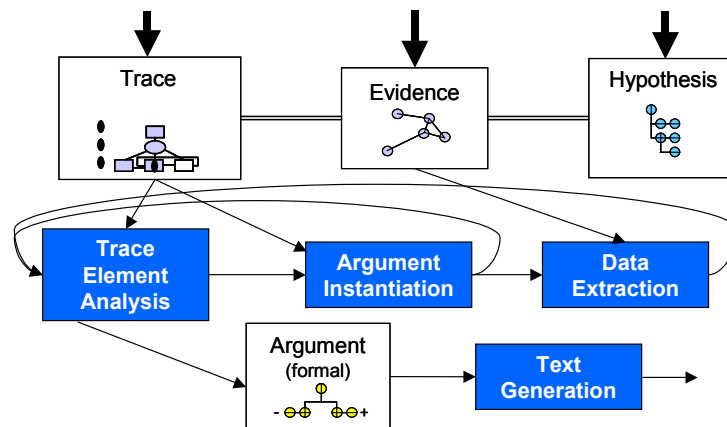 Trace
Evidence
Hypothesis
Trace
Element
Analysis
Argument
Instantiation
Data
Extraction
Argument
(formal)
- +
Text
Generation